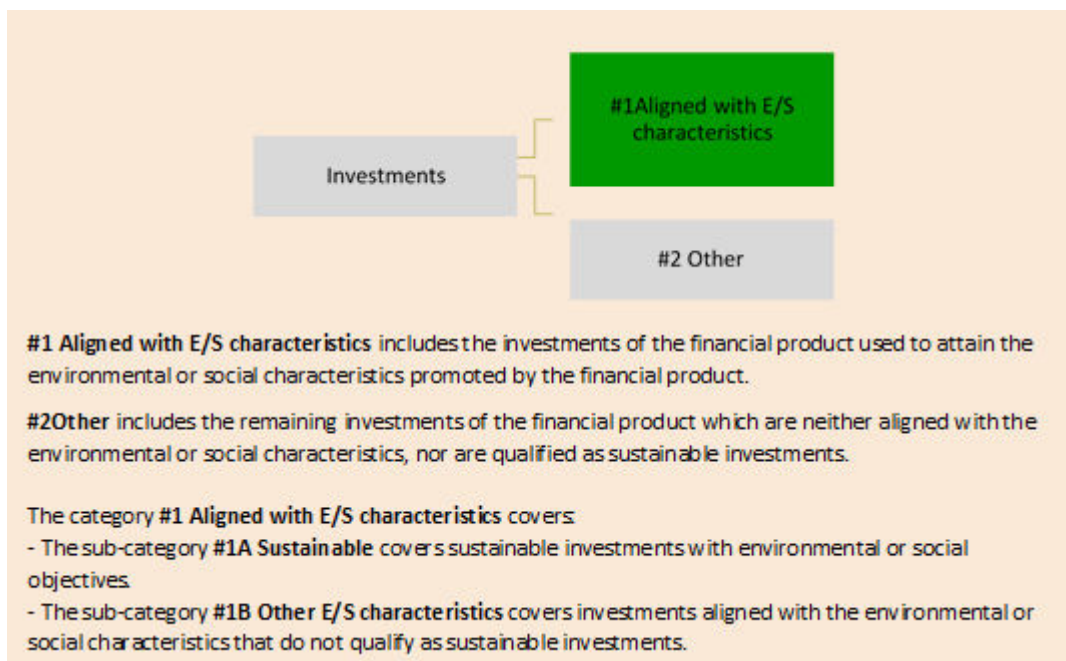 #1Aligned with E/S
characteristics
Investments
#2 Other
#1 Aligned with E/S characteristics includes the investments of the financial product used to attain the
environmental or social characteristics promoted by the financial product.
#2Other includes the remaining investments of the financial product which are neither aligned with the
environmental or social characteristics, nor are qualified as sustainable investments.
The category #1 Aligned with E/S characteristics covers:
- The sub-category #1A Sustainable covers sustainable investments with environmental or social
objectives.
- The sub-category #1B Other E/S characteristics covers investments aligned with the environmental or
social characteristics that do not qualify as sustainable investments.